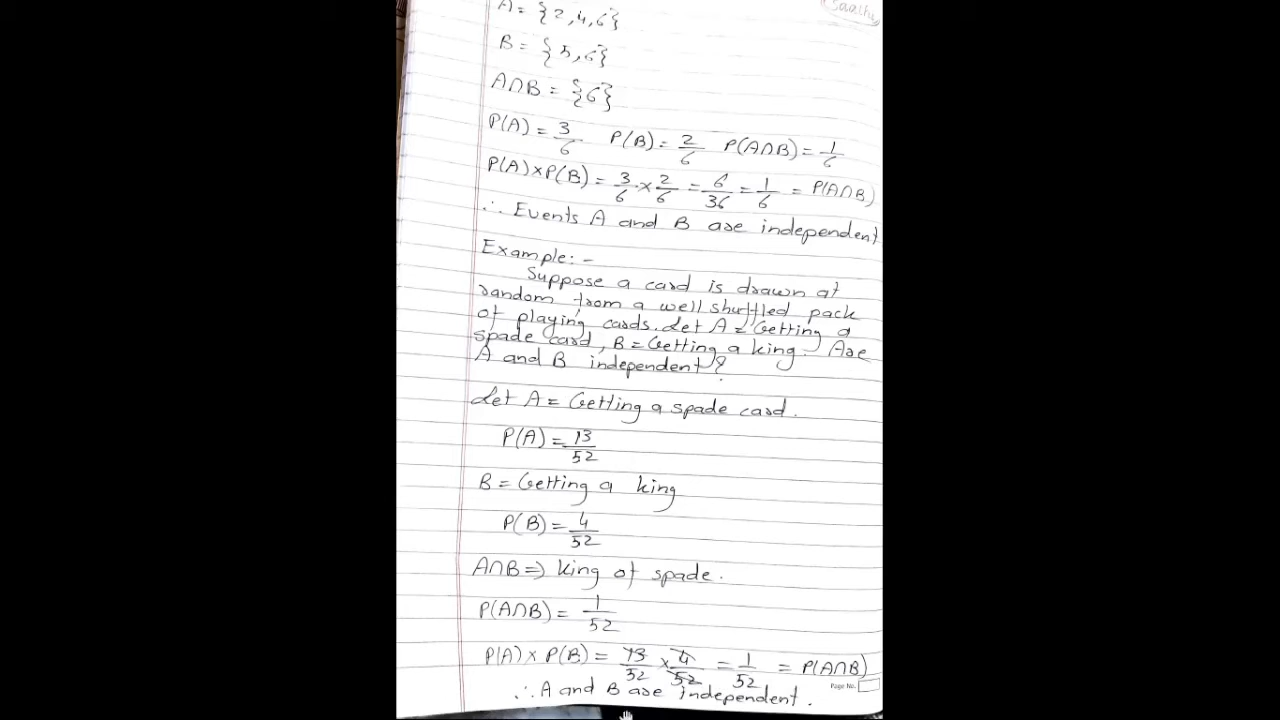 A = {2,4,6}
B = {5,6}
A∩B = {6}
P(A) = 3/6 P(B) = 2/6 P(A∩B) = 1/6
P(A)×P(B) = 3/6 × 2/6 = 6/36 = 1/6 = P(A∩B)
∴ Events A and B are independent
Example: -
Suppose a card is drawn at
random from a well shuffled pack
of playing cards. Let A = Getting a
spade card, B = Getting a king. Are
A and B independent?
Let A = Getting a spade card.
P(A) = 13/52
B = Getting a king
P(B) = 4/52
A∩B ⇒ king of spade.
P(A∩B) = 1/52
P(A) × P(B) = 13/52 × 4/52 = 1/52 = P(A∩B)
Page No.
∴ A and B are independent.